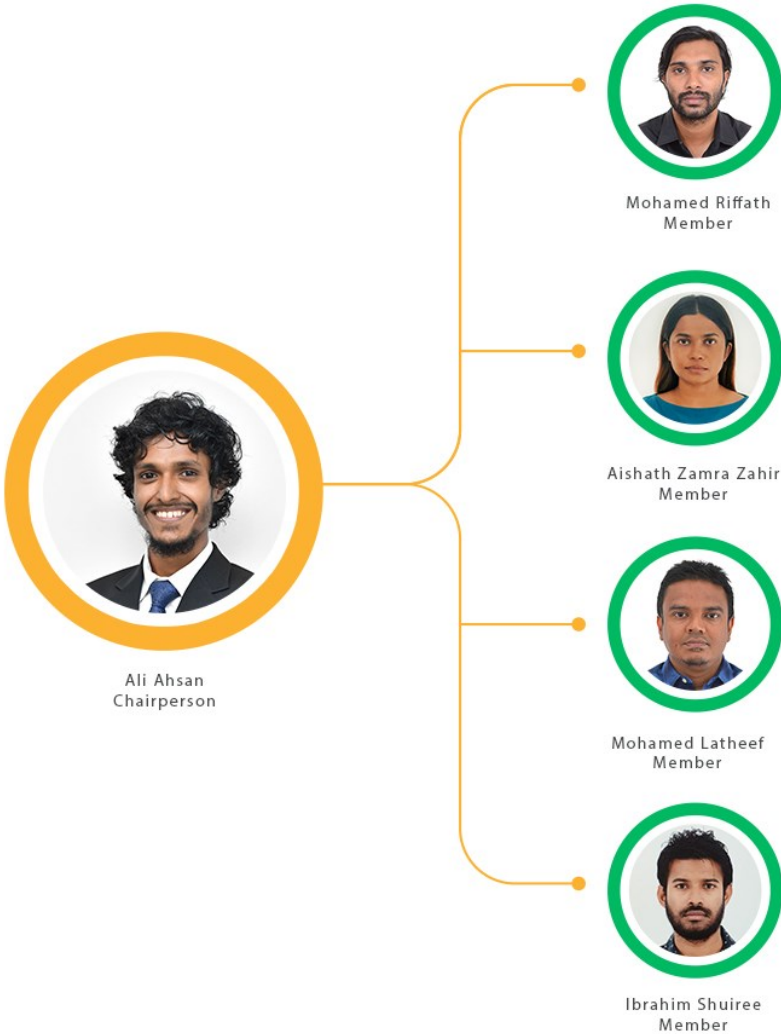 Mohamed Riffath
Member
Aishath Zamra Zahir
Member
Ali Ahsan
Chairperson
Mohamed Latheef
Member
Ibrahim Shuiree
Member